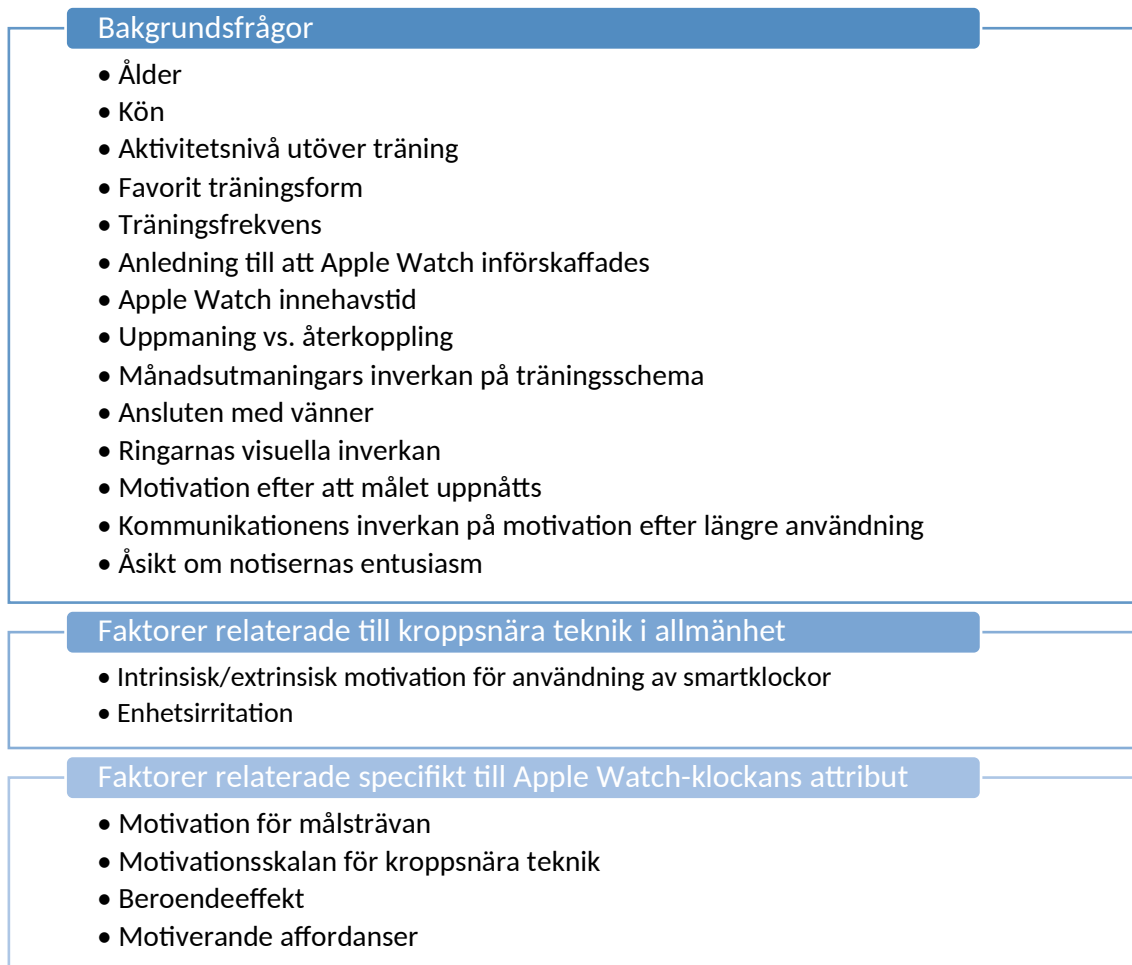 Bakgrundsfrågor
• Ålder
• Kön
• Aktivitetsnivå utöver träning
• Favorit träningsform
• Träningsfrekvens
• Anledning till att Apple Watch införskaffades
• Apple Watch innehavstid
• Uppmaning vs. återkoppling
• Månadsutmaningars inverkan på träningsschema
• Ansluten med vänner
• Ringarnas visuella inverkan
• Motivation efter att målet uppnåtts
• Kommunikationens inverkan på motivation efter längre användning
• Åsikt om notisernas entusiasm
Faktorer relaterade till kroppsnära teknik i allmänhet
• Intrinsisk/extrinsisk motivation för användning av smartklockor
• Enhetsirritation
Faktorer relaterade specifikt till Apple Watch-klockans attribut
• Motivation för målsträvan
• Motivationsskalan för kroppsnära teknik
• Beroendeeffekt
• Motiverande affordanser